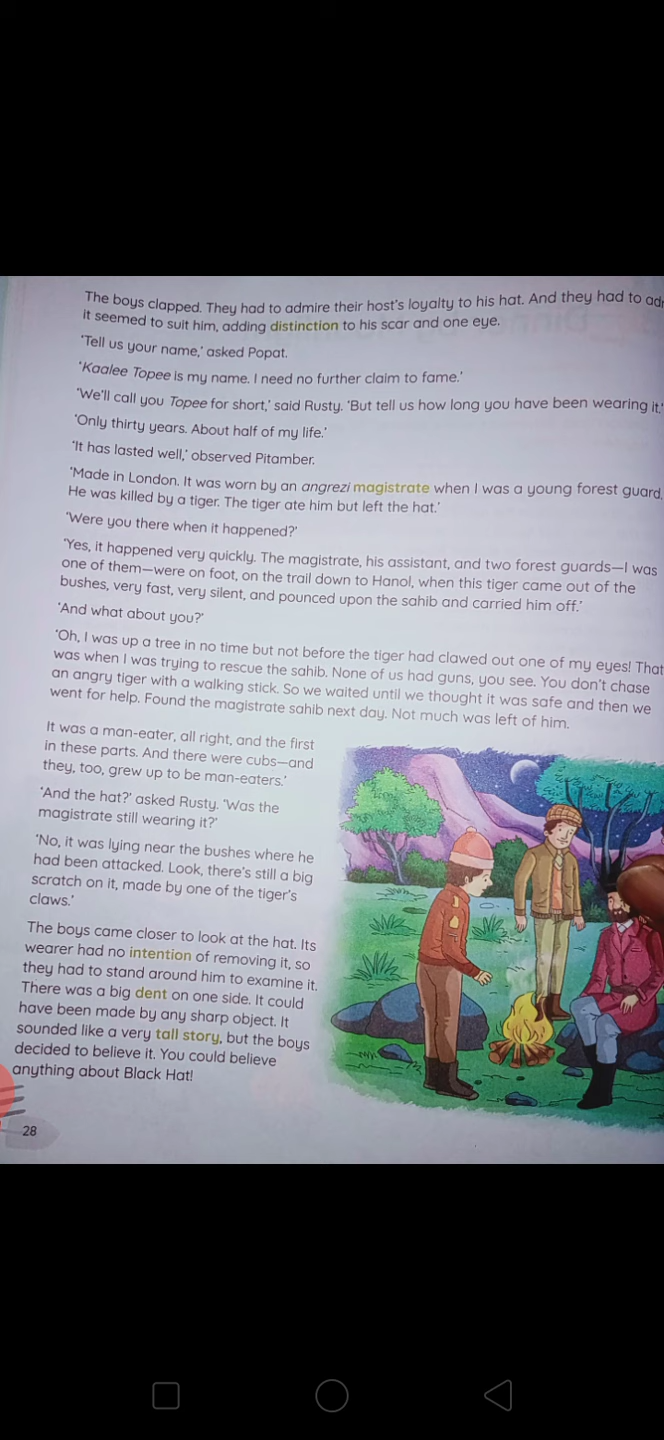 The boys clapped. They had to admire their host's loyalty to his hat. And they had to
it seemed to suit him, adding distinction to his scar and one eye.
'Tell us your name,' asked Popat.
'Kaalee Topee is my name. I need no further claim to fame.'
'We'll call you Topee for short,' said Rusty. 'But tell us how long you have been wearing it.'
'Only thirty years. About half of my life.'
'It has lasted well,' observed Pitamber.
'Made in London. It was worn by an angrezi magistrate when I was a young forest guard.
He was killed by a tiger. The tiger ate him but left the hat.'
'Were you there when it happened?'
'Yes, it happened very quickly. The magistrate, his assistant, and two forest guards—I was
one of them—were on foot, on the trail down to Hanol, when this tiger came out of the
bushes, very fast, very silent, and pounced upon the sahib and carried him off.'
'And what about you?'
'Oh, I was up a tree in no time but not before the tiger had clawed out one of my eyes! That
was when I was trying to rescue the sahib. None of us had guns, you see. You don't chase
an angry tiger with a walking stick. So we waited until we thought it was safe and then we
went for help. Found the magistrate sahib next day. Not much was left of him.
It was a man-eater, all right, and the first
in these parts. And there were cubs—and
they, too, grew up to be man-eaters.'
'And the hat?' asked Rusty. 'Was the
magistrate still wearing it?'
'No, it was lying near the bushes where he
had been attacked. Look, there's still a big
scratch on it, made by one of the tiger's
claws.'
The boys came closer to look at the hat. Its
wearer had no intention of removing it, so
they had to stand around him to examine it.
There was a big dent on one side. It could
have been made by any sharp object. It
sounded like a very tall story, but the boys
decided to believe it. You could believe
anything about Black Hat!
28